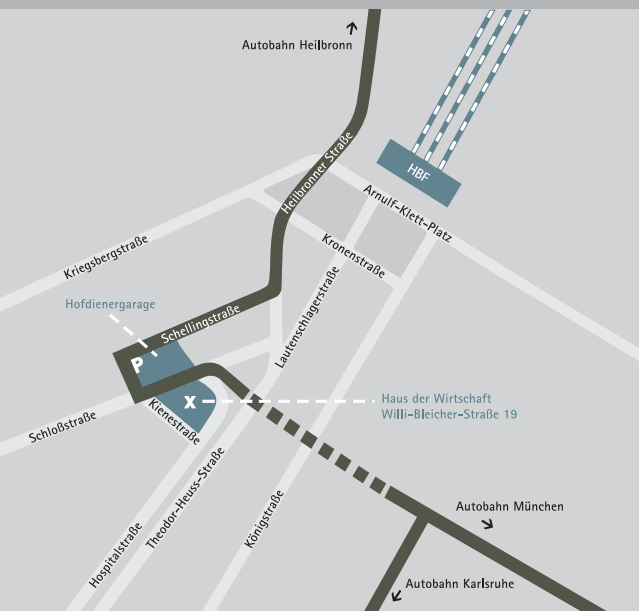 Autobahn Heilbronn
HBF
Heilbronner Straße
Arnulf-Klett-Platz
Kriegsbergstraße
Kronenstraße
Hofdienergarage
Schellingstraße
Lautenschlagerstraße
P
X
Haus der Wirtschaft
Willi-Bleicher-Straße 19
Schloßstraße
Kienestraße
Theodor-Heuss-Straße
Hospitalstraße
Königstraße
Autobahn München
Autobahn Karlsruhe